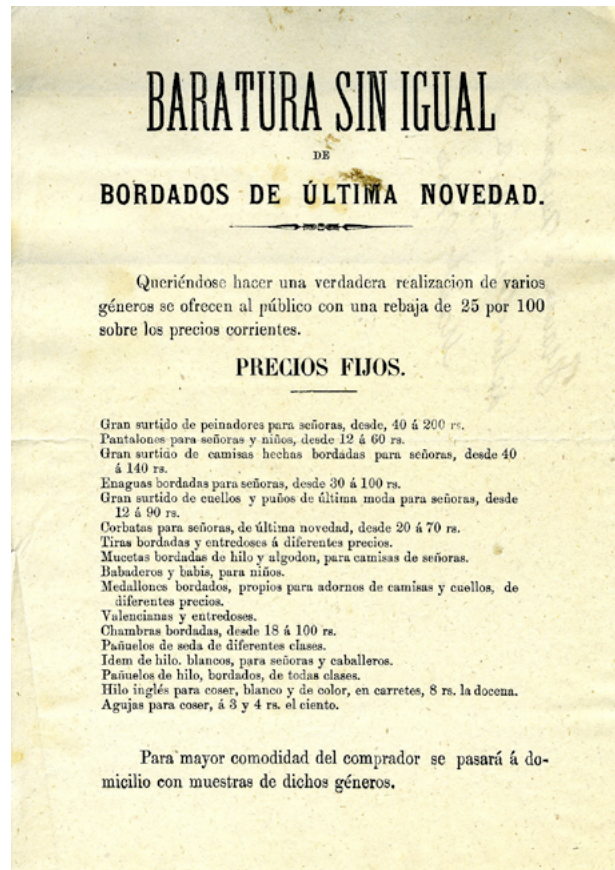 BARATURA SIN IGUAL
DE
BORDADOS DE ÚLTIMA NOVEDAD.
Queriéndose hacer una verdadera realizacion de varios
géneros se ofrecen al público con una rebaja de 25 por 100
sobre los precios corrientes.
PRECIOS FIJOS.
Gran surtido de peinadores para señoras, desde, 40 á 200 rs.
Pantalones para señoras y niños, desde 12 á 60 rs.
Gran surtido de camisas hechas bordadas para señoras, desde 40
á 140 rs.
Enaguas bordadas para señoras, desde 30 á 100 rs.
Gran surtido de cuellos y puños de última moda para señoras, desde
12 á 90 rs.
Corbatas para señoras, de última novedad, desde 20 á 70 rs.
Tiras bordadas y entredoses á diferentes precios.
Mucetas bordadas de hilo y algodon, para camisas de señoras.
Babaderos y babis, para niños.
Medallones bordados, propios para adornos de camisas y cuellos, de
diferentes precios.
Valencianas y entredoses.
Chambras bordadas, desde 18 á 100 rs.
Pañuelos de seda de diferentes clases.
Idem de hilo. blancos, para señoras y caballeros.
Pañuelos de hilo, bordados, de todas clases.
Hilo inglés para coser, blanco y de color, en carretes, 8 rs. la docena.
Agujas para coser, á 3 y 4 rs. el ciento.
Para mayor comodidad del comprador se pasará á do-
micilio con muestras de dichos géneros.